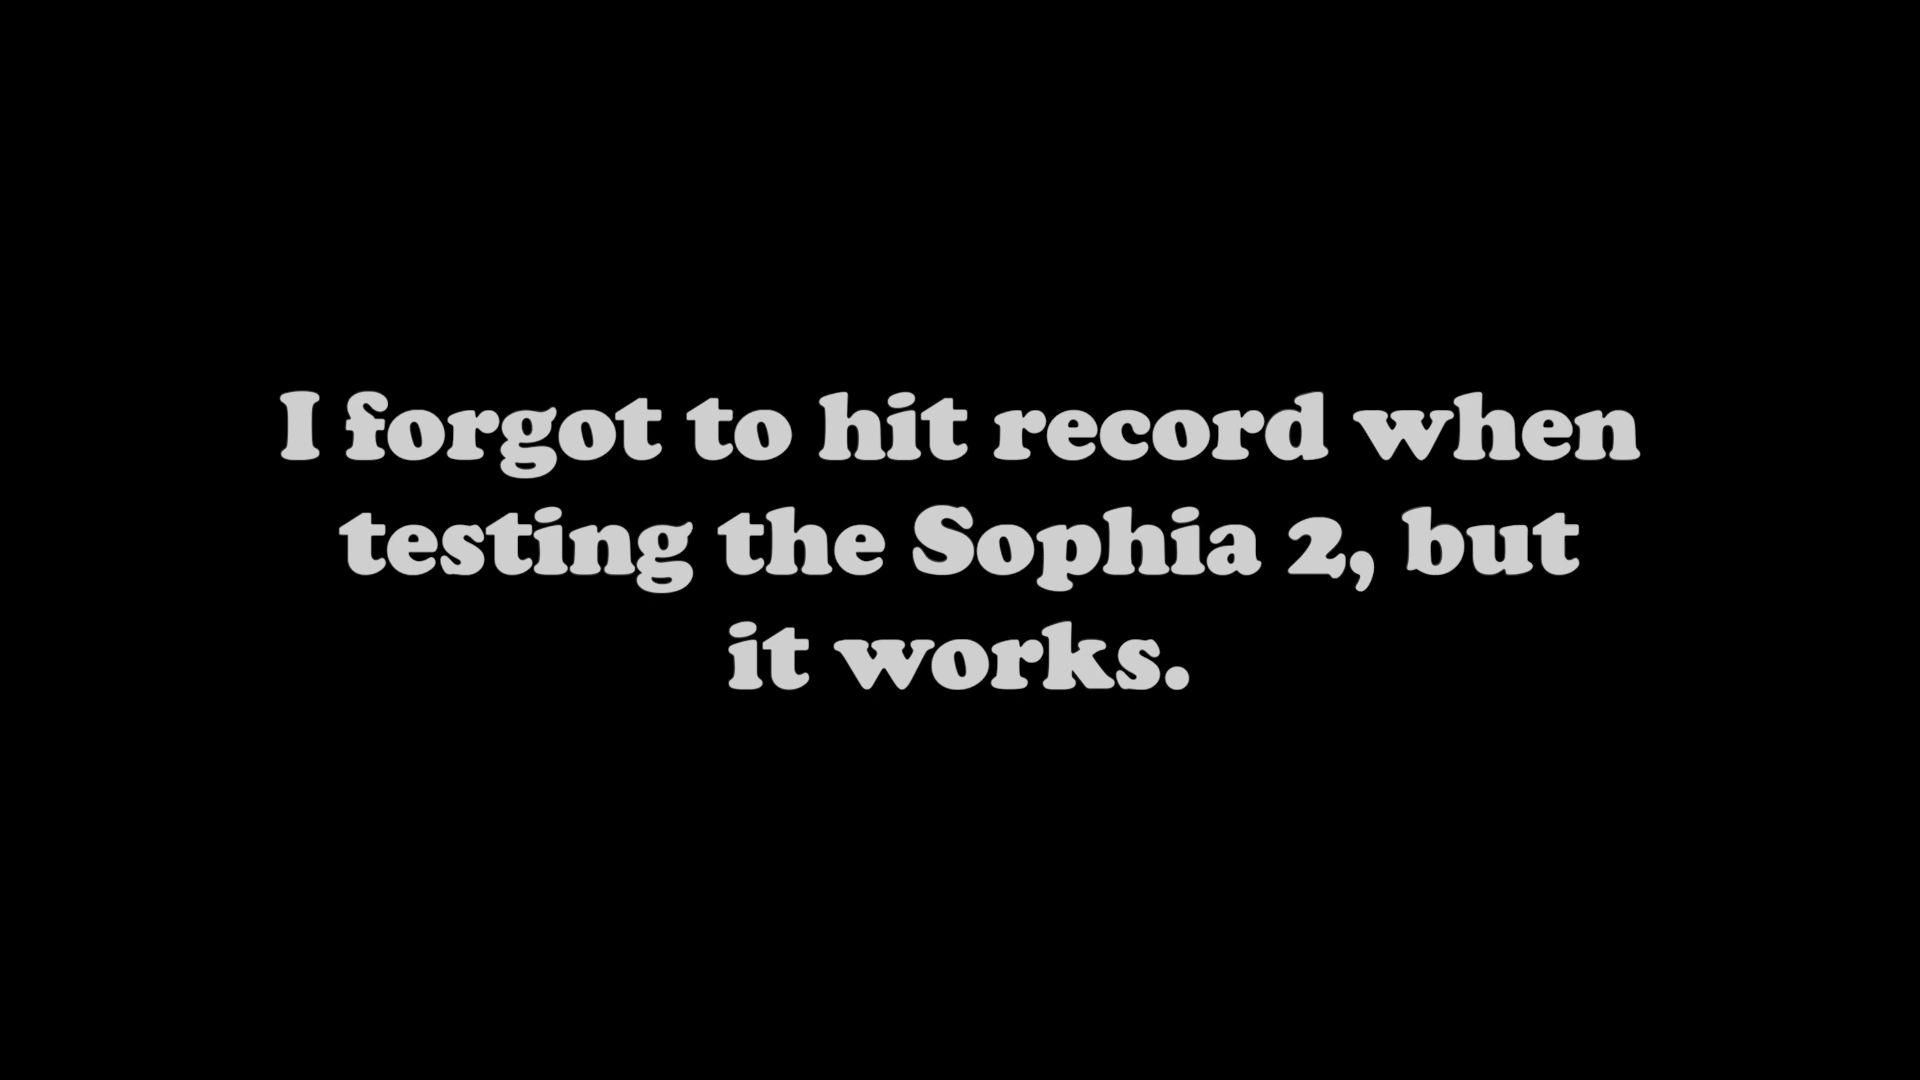 I forgot to hit record when
testing the Sophia 2, but
it works.